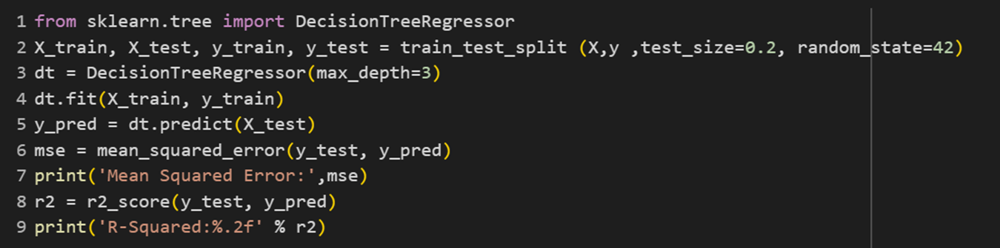 1 from sklearn.tree import DecisionTreeRegressor
2 X_train, X_test, y_train, y_test = train_test_split (X,y ,test_size=0.2, random_state=42)
3 dt = DecisionTreeRegressor(max_depth=3)
4 dt.fit(X_train, y_train)
5 y_pred = dt.predict(X_test)
6 mse = mean_squared_error(y_test, y_pred)
7 print('Mean Squared Error:',mse)
8 r2 = r2_score(y_test, y_pred)
9 print('R-Squared:%.2f' % r2)